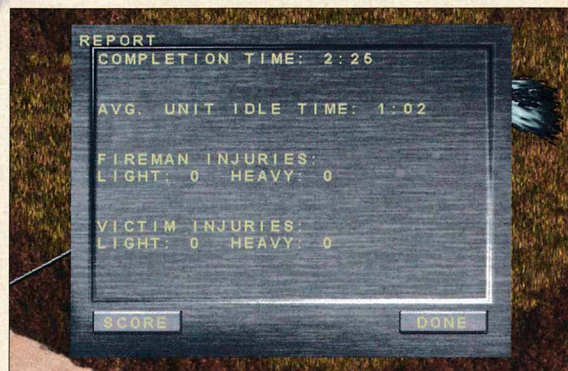 REPORT
COMPLETION TIME: 2:25
AVG. UNIT IDLE TIME: 1:02
FIREMAN INJURIES:
LIGHT: 0 HEAVY: 0
VICTIM INJURIES:
LIGHT: 0 HEAVY: 0
SCORE DONE